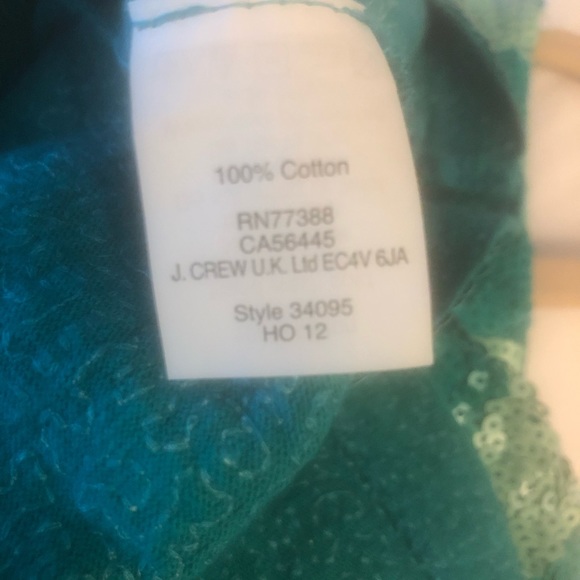 100% Cotton
RN77388
CA56445
J. CREW U.K. Ltd EC4V 6JA
Style 34095
HO 12